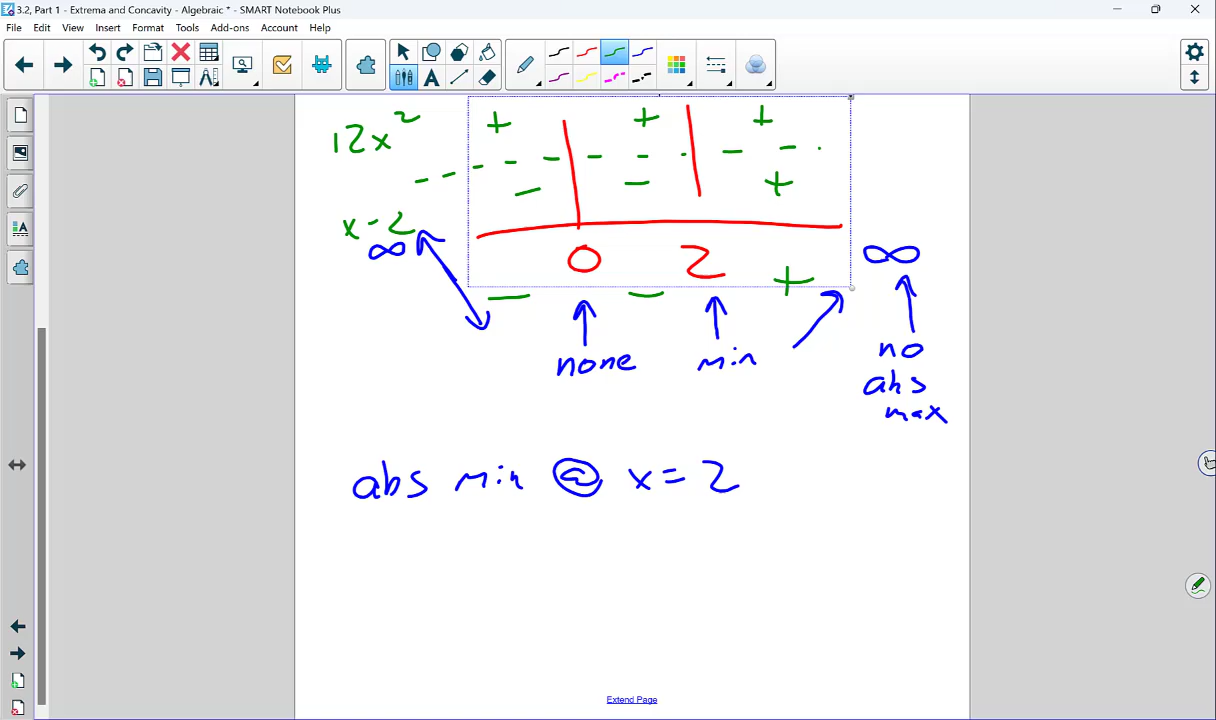 3.2, Part 1 - Extrema and Concavity - Algebraic * - SMART Notebook Plus
File Edit View Insert Format Tools Add-ons Account Help
12x² + + +
- - +
x-2
∞ 0 2 ∞
- - +
none min no
abs
max
abs min @ x = 2
Extend Page